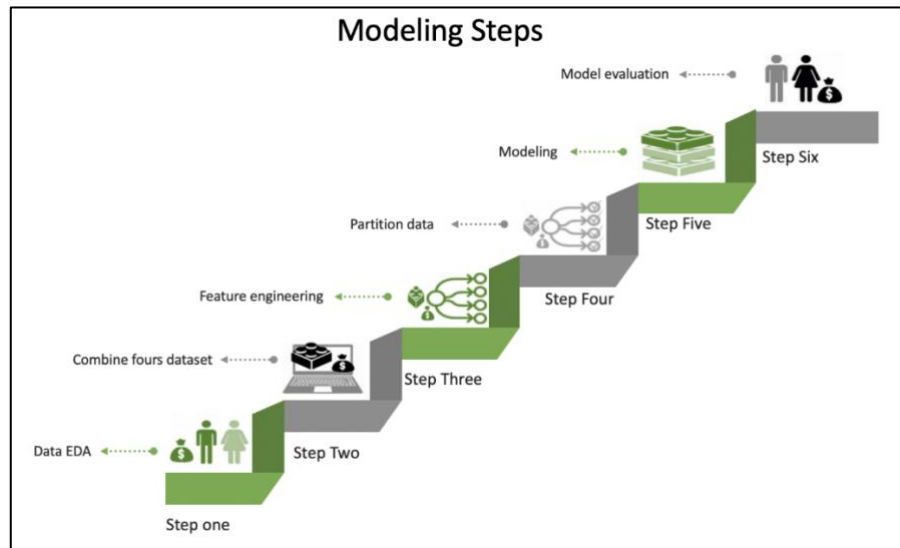 Modeling Steps
Model evaluation
Step Six
Modeling
Step Five
Partition data
Step Four
Feature engineering
Step Three
Combine fours dataset
Step Two
Data EDA
Step one